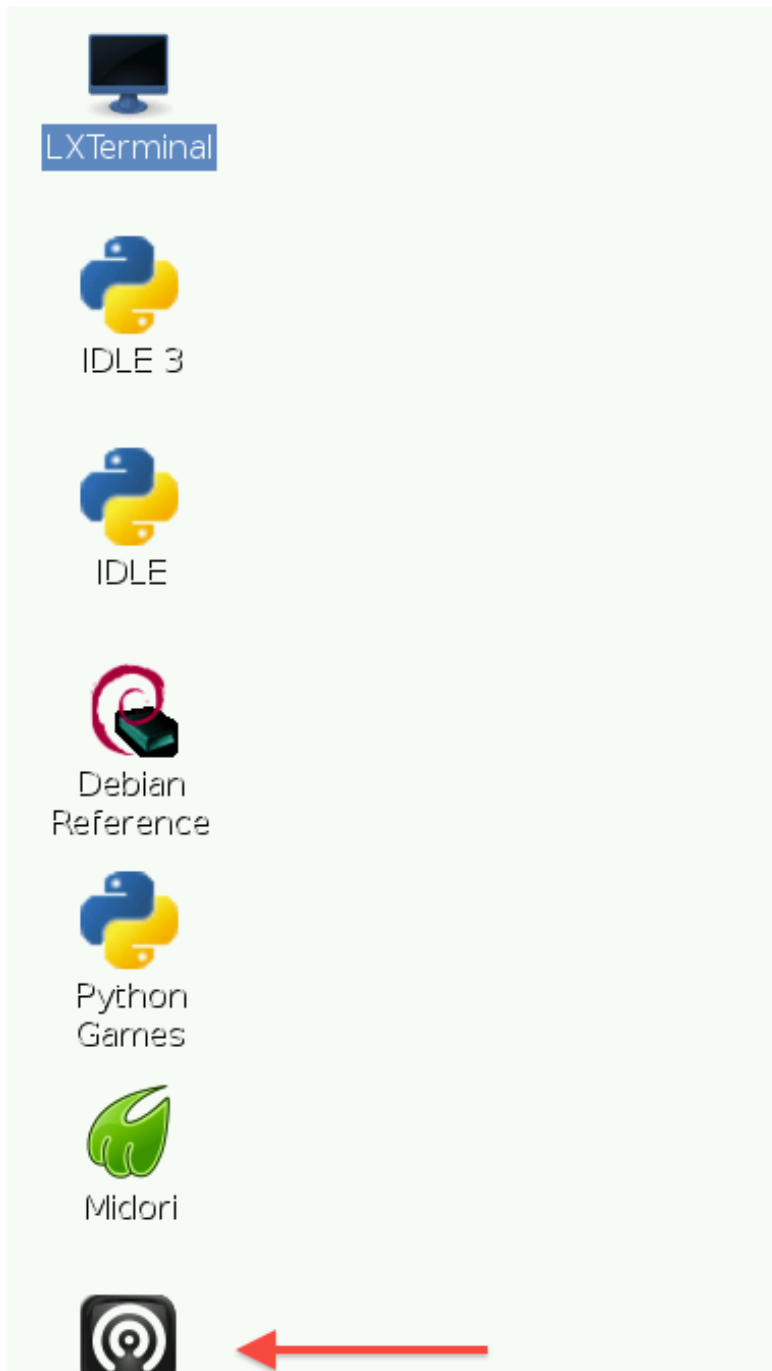 LXTerminal
IDLE 3
IDLE
Debian
Reference
Python
Games
Midori